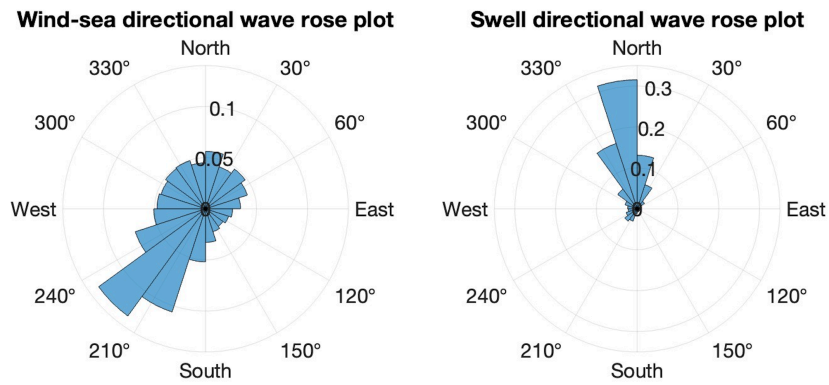 Wind-sea directional wave rose plot
North
330°
30°
0.1
300°
60°
0.05
West
0
East
240°
120°
210°
150°
South
Swell directional wave rose plot
North
330°
30°
0.3
300°
60°
0.2
0.1
West
0
East
240°
120°
210°
150°
South